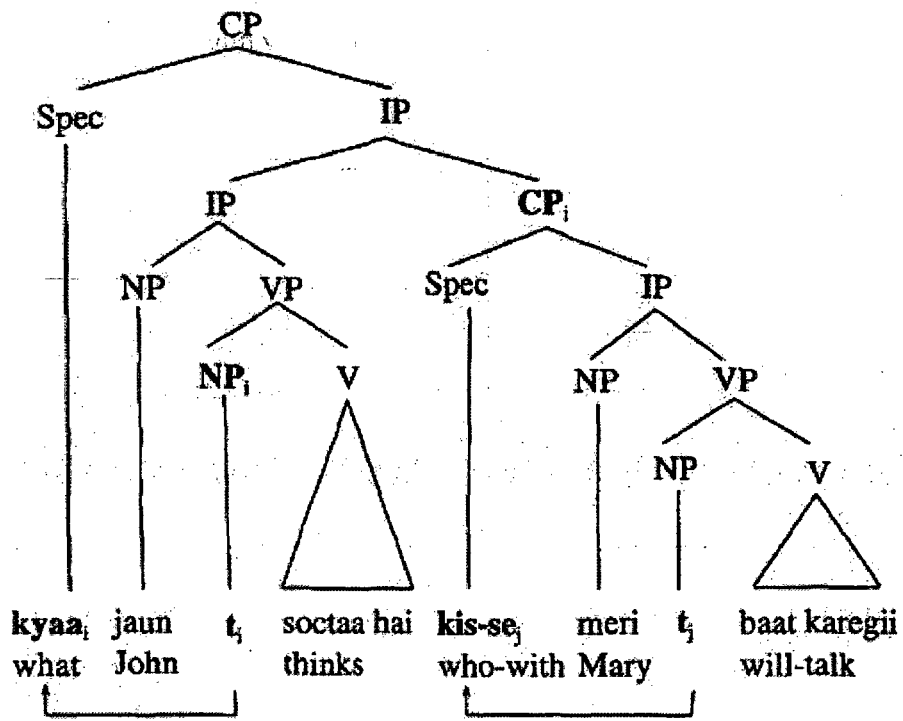 CP
Spec IP
IP CPᵢ
NP VP Spec IP
NPᵢ V NP VP
NP V
kyaaᵢ jaun tᵢ soctaa hai kis-seⱼ meri tⱼ baat karegii
what John thinks who-with Mary will-talk